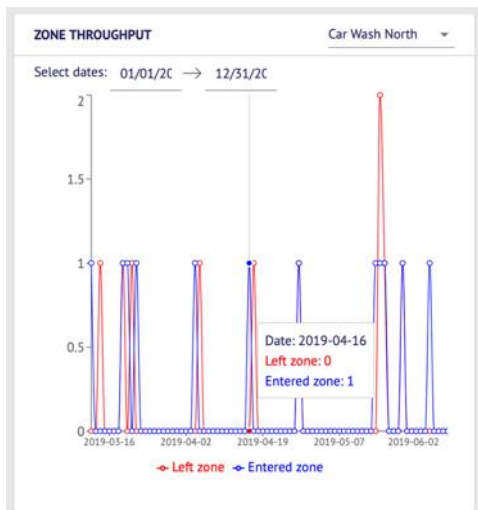 ZONE THROUGHPUT
Car Wash North
Select dates: 01/01/20 → 12/31/20
2
1.5
1
0.5
0
Date: 2019-04-16
Left zone: 0
Entered zone: 1
2019-03-16 2019-04-02 2019-04-19 2019-05-07 2019-06-02
Left zone Entered zone